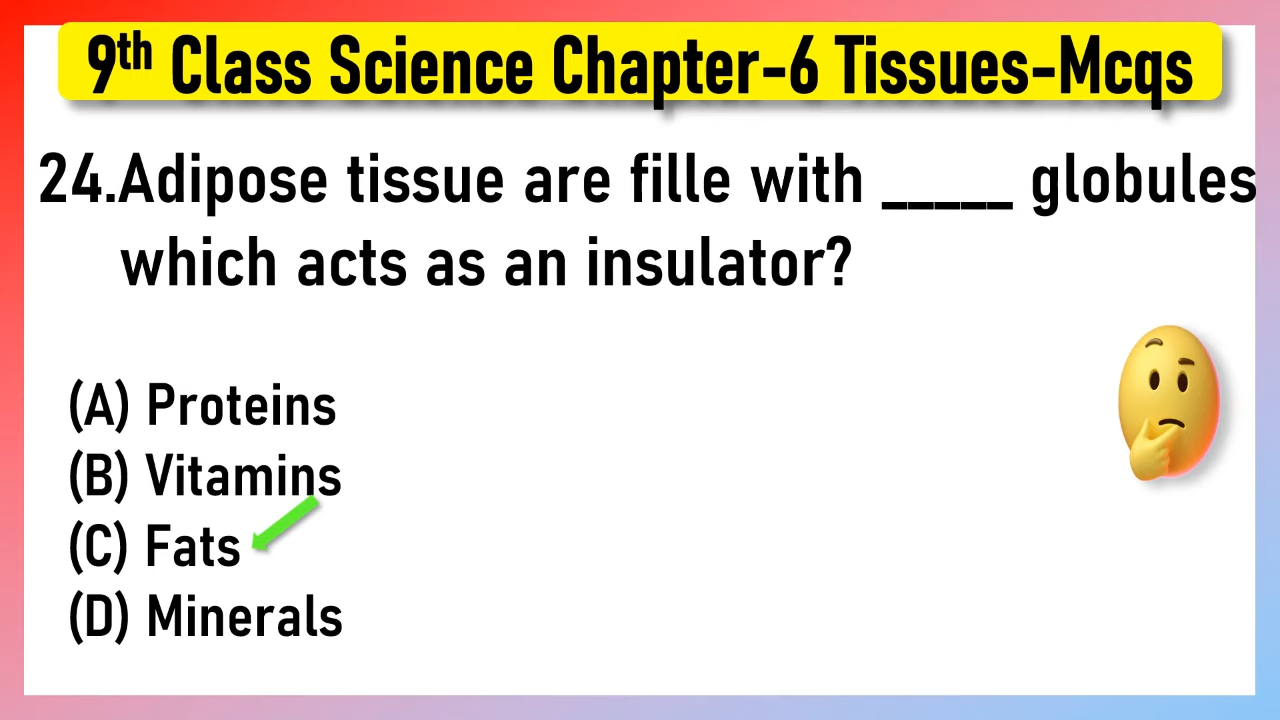 9th Class Science Chapter-6 Tissues-Mcqs
24.Adipose tissue are fille with _____ globules
which acts as an insulator?
(A) Proteins
(B) Vitamins
(C) Fats
(D) Minerals